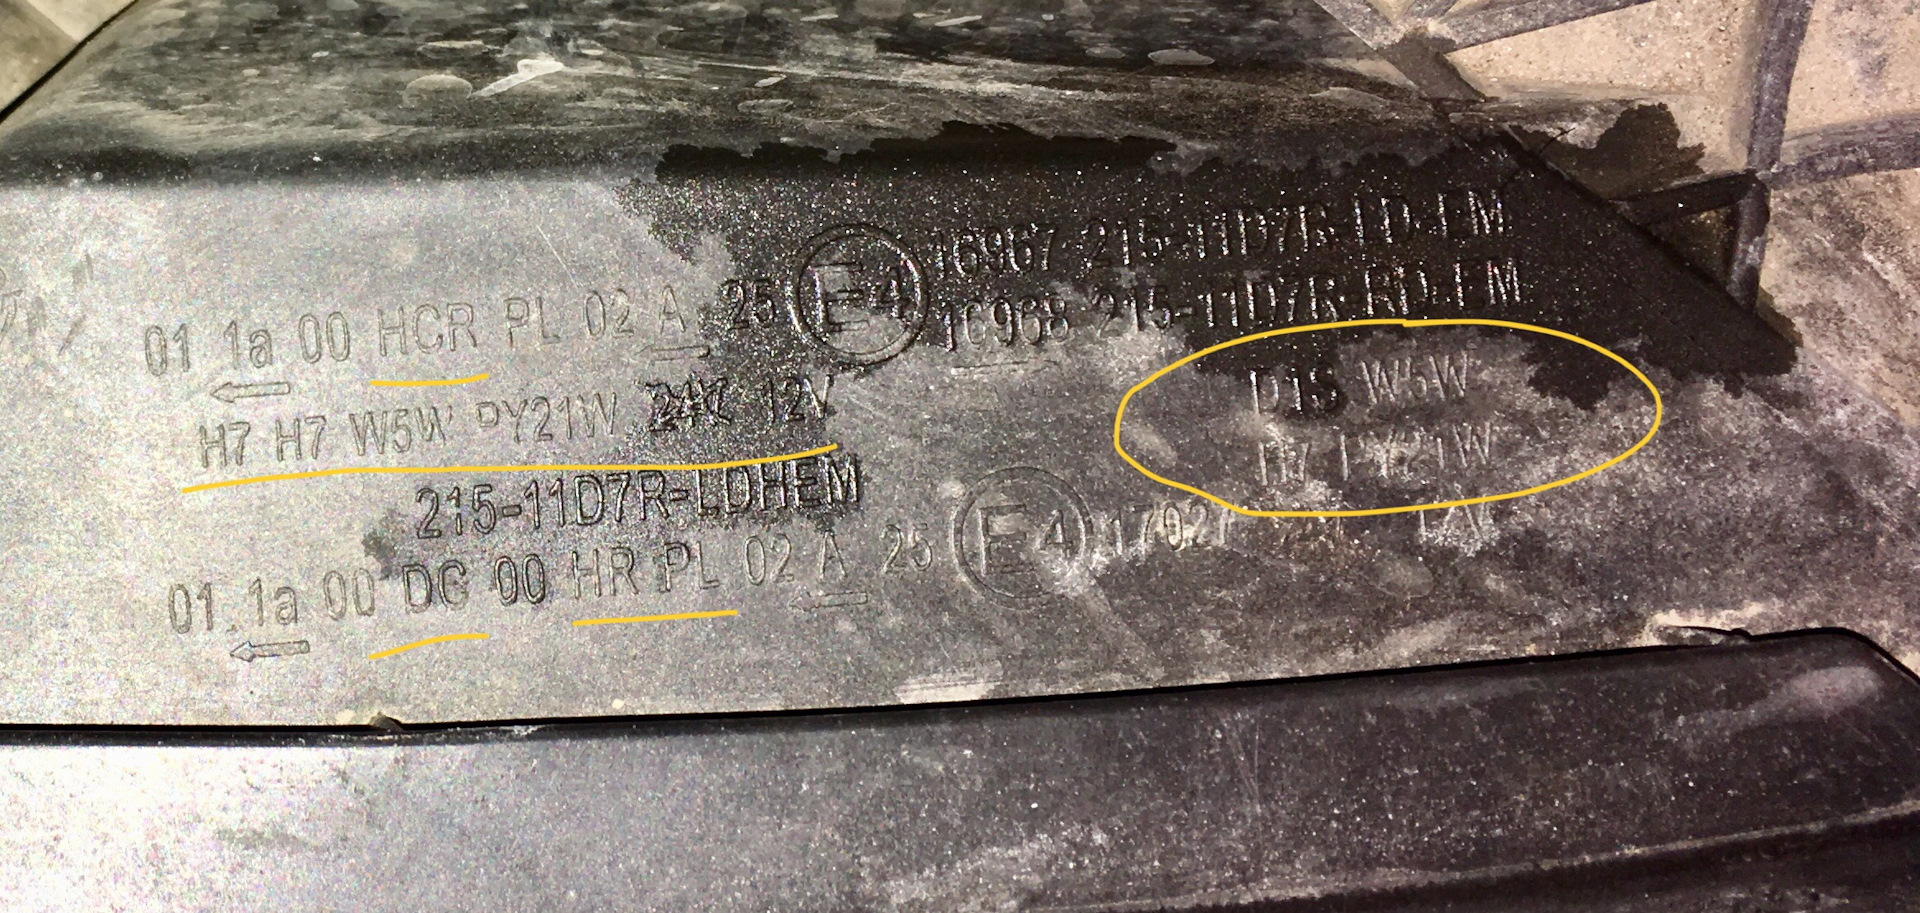 16967 215-11D7R-LD-EM
01 1a 00 HCR PL 02 A 25 E4 16968 215-11D7R-RD-EM
H7 H7 W5W PY21W 12V
D1S W5W
H7 PY21W
215-11D7R-LDHEM
01 1a 00 DC 00 HR PL 02 A 25 E4 17027